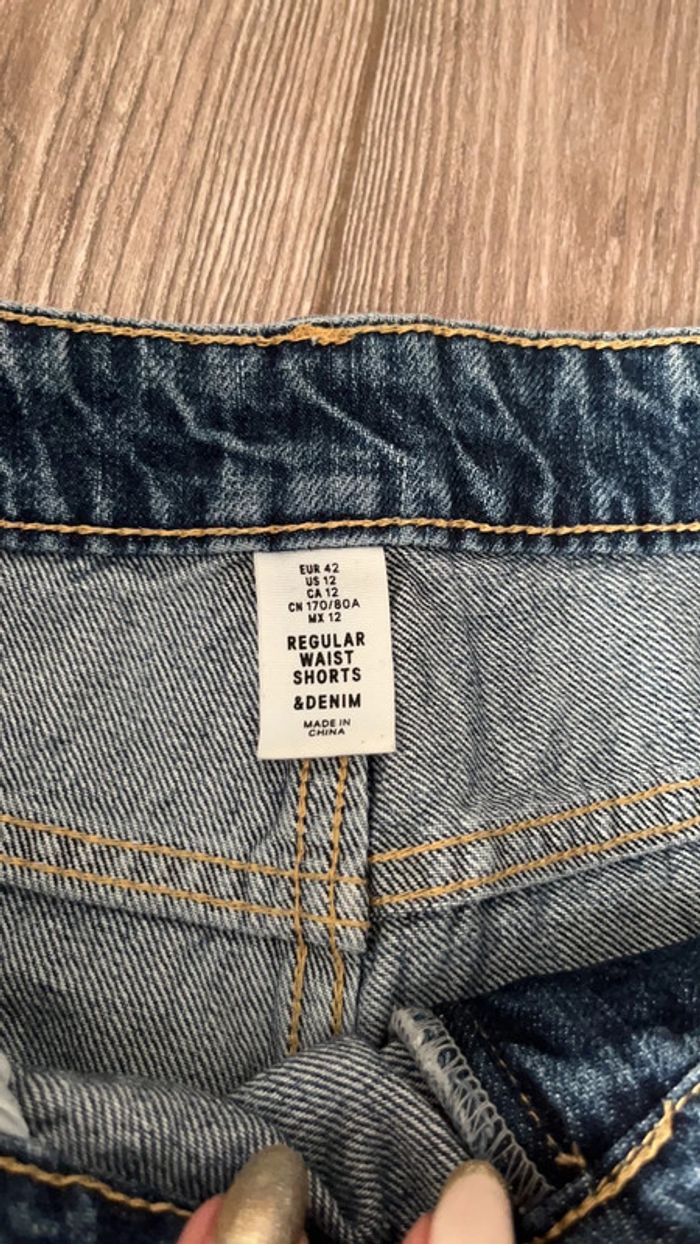 EUR 42
US 12
CA 12
CN 170/80A
MX 12
REGULAR
WAIST
SHORTS
&DENIM
MADE IN
CHINA